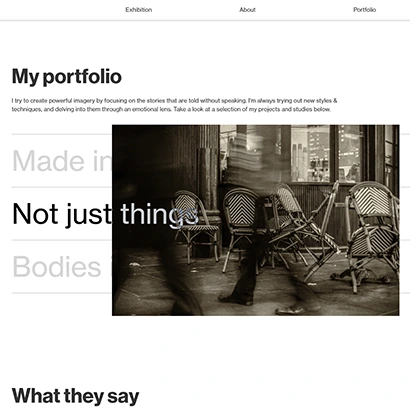 Exhibition About Portfolio
My portfolio
I try to create powerful imagery by focusing on the stories that are told without speaking. I'm always trying out new styles &
techniques, and delving into them through an emotional lens. Take a look at a selection of my projects and studies below.
Made in
Not just things
Bodies
What they say